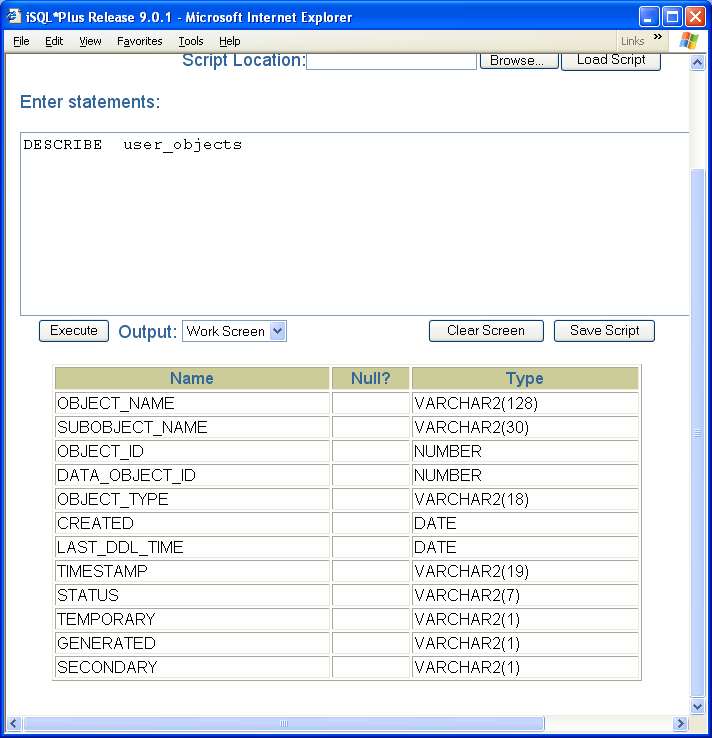 iSQL*Plus Release 9.0.1 - Microsoft Internet Explorer
File Edit View Favorites Tools Help Links »
Script Location: Browse... Load Script
Enter statements:
DESCRIBE user_objects
Execute Output: Work Screen Clear Screen Save Script
Name Null? Type
OBJECT_NAME VARCHAR2(128)
SUBOBJECT_NAME VARCHAR2(30)
OBJECT_ID NUMBER
DATA_OBJECT_ID NUMBER
OBJECT_TYPE VARCHAR2(18)
CREATED DATE
LAST_DDL_TIME DATE
TIMESTAMP VARCHAR2(19)
STATUS VARCHAR2(7)
TEMPORARY VARCHAR2(1)
GENERATED VARCHAR2(1)
SECONDARY VARCHAR2(1)